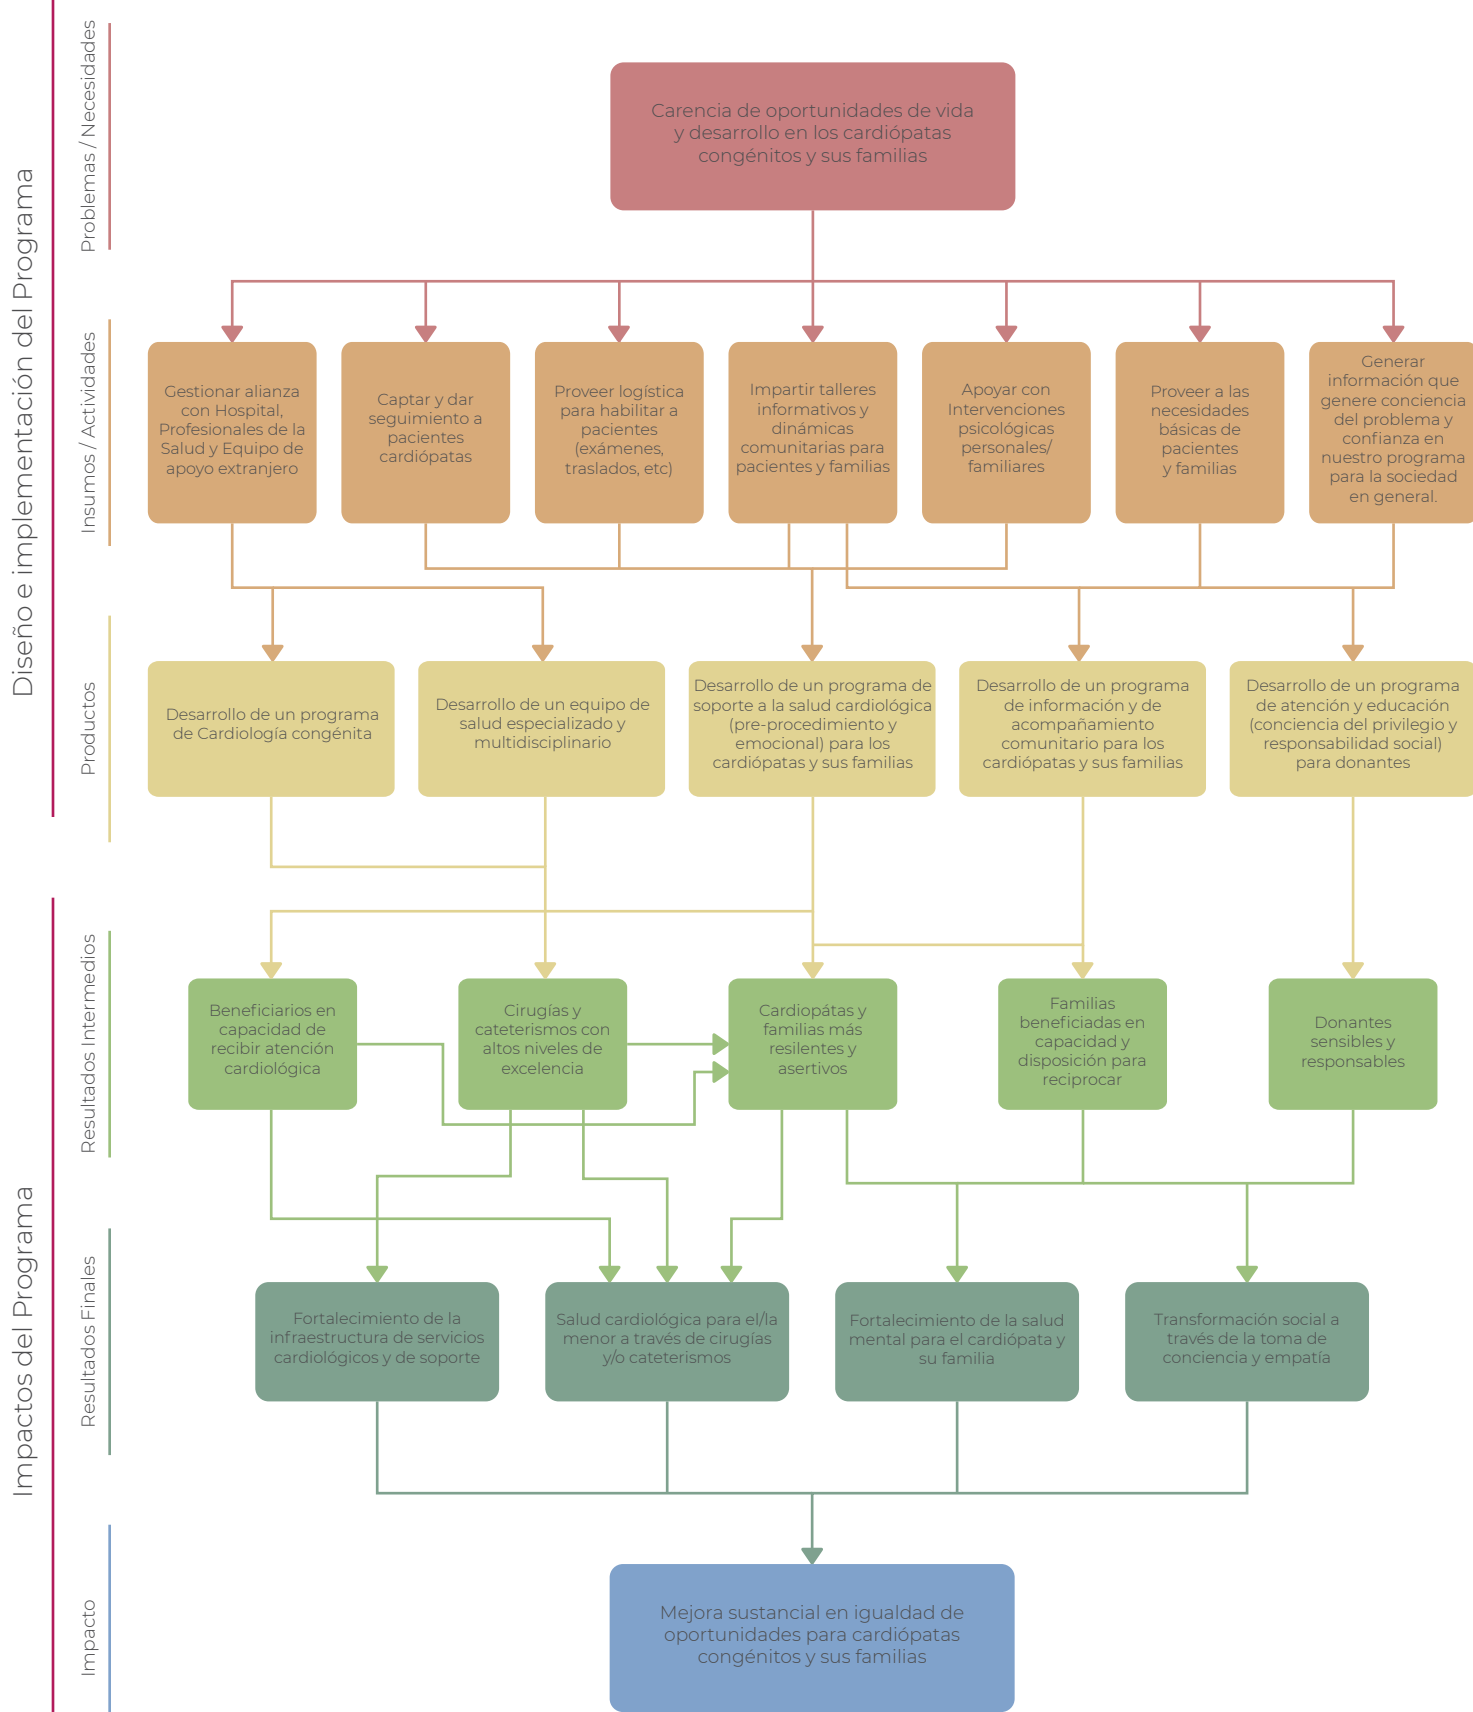 Diseño e implementación del Programa
Problemas / Necesidades
Carencia de oportunidades de vida
y desarrollo en los cardiópatas
congénitos y sus familias
Insumos / Actividades
Gestionar alianza
con Hospital,
Profesionales de la
Salud y Equipo de
apoyo extranjero
Captar y dar
seguimiento a
pacientes
cardiópatas
Proveer logística
para habilitar a
pacientes
(exámenes,
traslados, etc)
Impartir talleres
informativos y
dinámicas
comunitarias para
pacientes y familias
Apoyar con
Intervenciones
psicológicas
personales/
familiares
Proveer a las
necesidades
básicas de
pacientes
y familias
Generar
información que
genere conciencia
del problema y
confianza en
nuestro programa
para la sociedad
en general.
Productos
Desarrollo de un programa
de Cardiología congénita
Desarrollo de un equipo de
salud especializado y
multidisciplinario
Desarrollo de un programa de
soporte a la salud cardiológica
(pre-procedimiento y
emocional) para los
cardiópatas y sus familias
Desarrollo de un programa
de información y de
acompañamiento
comunitario para los
cardiópatas y sus familias
Desarrollo de un programa
de atención y educación
(conciencia del privilegio y
responsabilidad social)
para donantes
Impactos del Programa
Resultados Intermedios
Beneficiarios en
capacidad de
recibir atención
cardiológica
Cirugías y
cateterismos con
altos niveles de
excelencia
Cardiopátas y
familias más
resilentes y
asertivos
Familias
beneficiadas en
capacidad y
disposición para
reciprocar
Donantes
sensibles y
responsables
Resultados Finales
Fortalecimiento de la
infraestructura de servicios
cardiológicos y de soporte
Salud cardiológica para el/la
menor a través de cirugías
y/o cateterismos
Fortalecimiento de la salud
mental para el cardiópata y
su familia
Transformación social a
través de la toma de
conciencia y empatía
Impacto
Mejora sustancial en igualdad de
oportunidades para cardiópatas
congénitos y sus familias